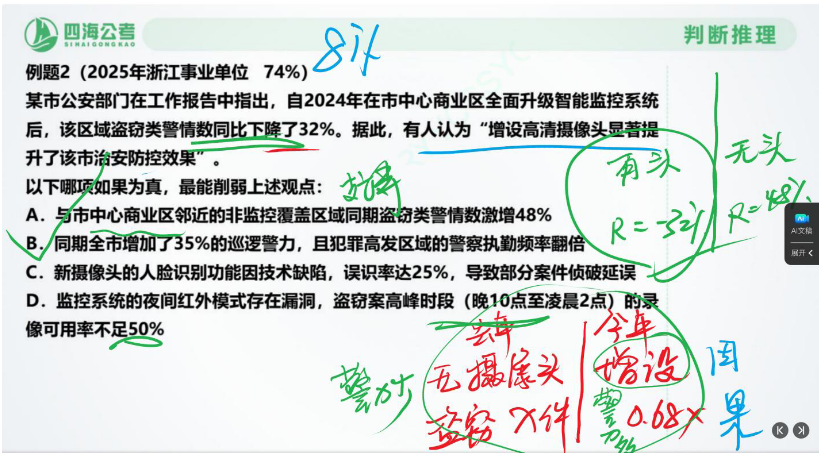 四海公考
SIHAIGONGKAO
判断推理
例题2（2025年浙江事业单位 74%）
8讲
某市公安部门在工作报告中指出，自2024年在市中心商业区全面升级智能监控系统
后，该区域盗窃类警情数同比下降了32%。据此，有人认为“增设高清摄像头显著提
升了该市治安防控效果”。
以下哪项如果为真，最能削弱上述观点：
A．与市中心商业区邻近的非监控覆盖区域同期盗窃类警情数激增48%
B．同期全市增加了35%的巡逻警力，且犯罪高发区域的警察执勤频率翻倍
C．新摄像头的人脸识别功能因技术缺陷，误识率达25%，导致部分案件侦破延误
D．监控系统的夜间红外模式存在漏洞，盗窃案高峰时段（晚10点至凌晨2点）的录
像可用率不足50%
有头
无头
R=-32%
R=48%
AI文稿
展开
去年
今年
无摄像头
增设
因
盗窃 X件
0.68X
果
警力少
警力多